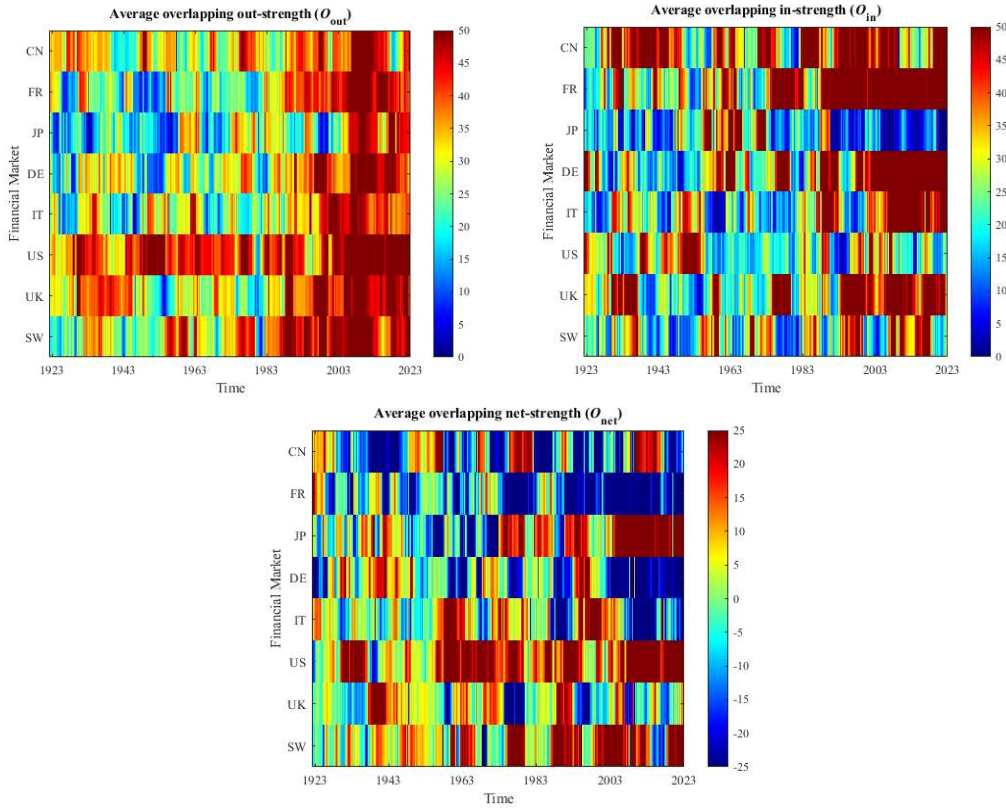 Average overlapping out-strength (Oout)
Financial Market
CN
FR
JP
DE
IT
US
UK
SW
1923 1943 1963 1983 2003 2023
Time
50
45
40
35
30
25
20
15
10
5
0
Average overlapping in-strength (Oin)
Financial Market
CN
FR
JP
DE
IT
US
UK
SW
1923 1943 1963 1983 2003 2023
Time
50
45
40
35
30
25
20
15
10
5
0
Average overlapping net-strength (Onet)
Financial Market
CN
FR
JP
DE
IT
US
UK
SW
1923 1943 1963 1983 2003 2023
Time
25
20
15
10
5
0
-5
-10
-15
-20
-25